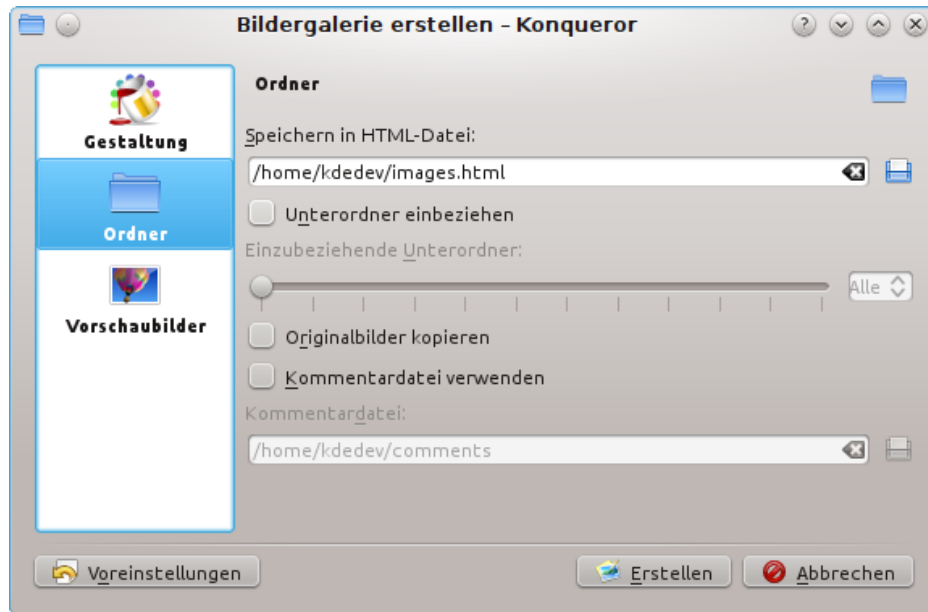 Bildergalerie erstellen – Konqueror
Gestaltung
Ordner
Vorschaubilder
Ordner
Speichern in HTML-Datei:
/home/kdedev/images.html
Unterordner einbeziehen
Einzubeziehende Unterordner:
Alle
Originalbilder kopieren
Kommentardatei verwenden
Kommentardatei:
/home/kdedev/comments
Voreinstellungen
Erstellen
Abbrechen